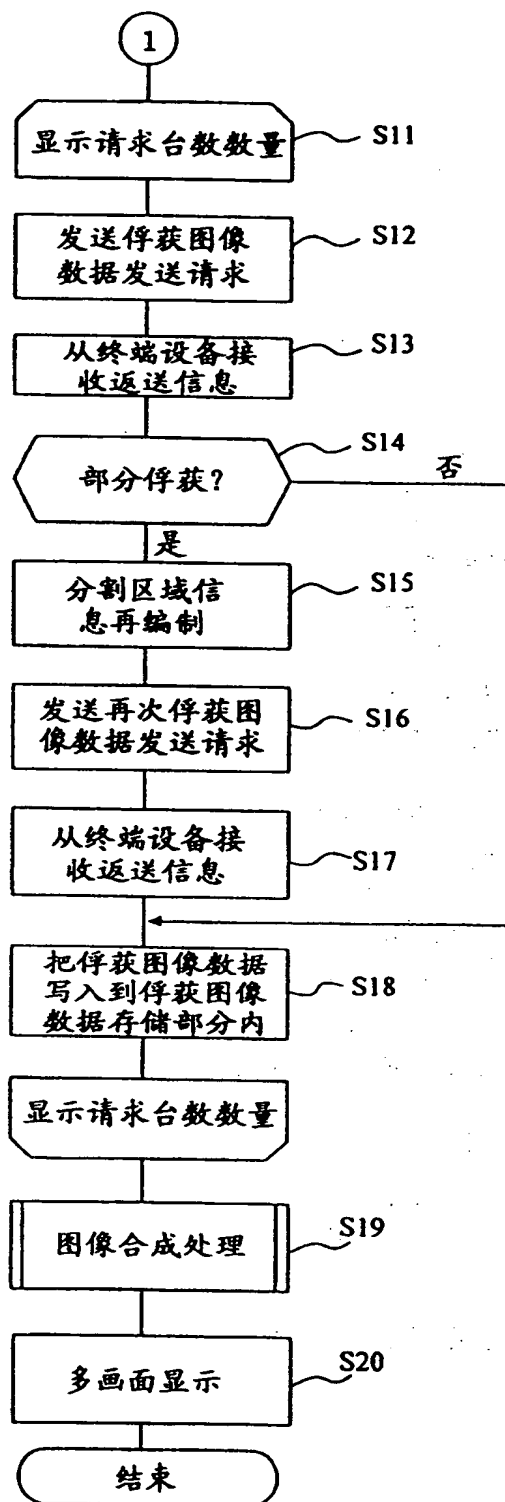 1
显示请求台数数量
S11
发送俘获图像
数据发送请求
S12
从终端设备接
收返送信息
S13
部分俘获?
S14
否
是
分割区域信
息再编制
S15
发送再次俘获图
像数据发送请求
S16
从终端设备接
收返送信息
S17
把俘获图像数据
写入到俘获图像
数据存储部分内
S18
显示请求台数数量
图像合成处理
S19
多画面显示
S20
结束